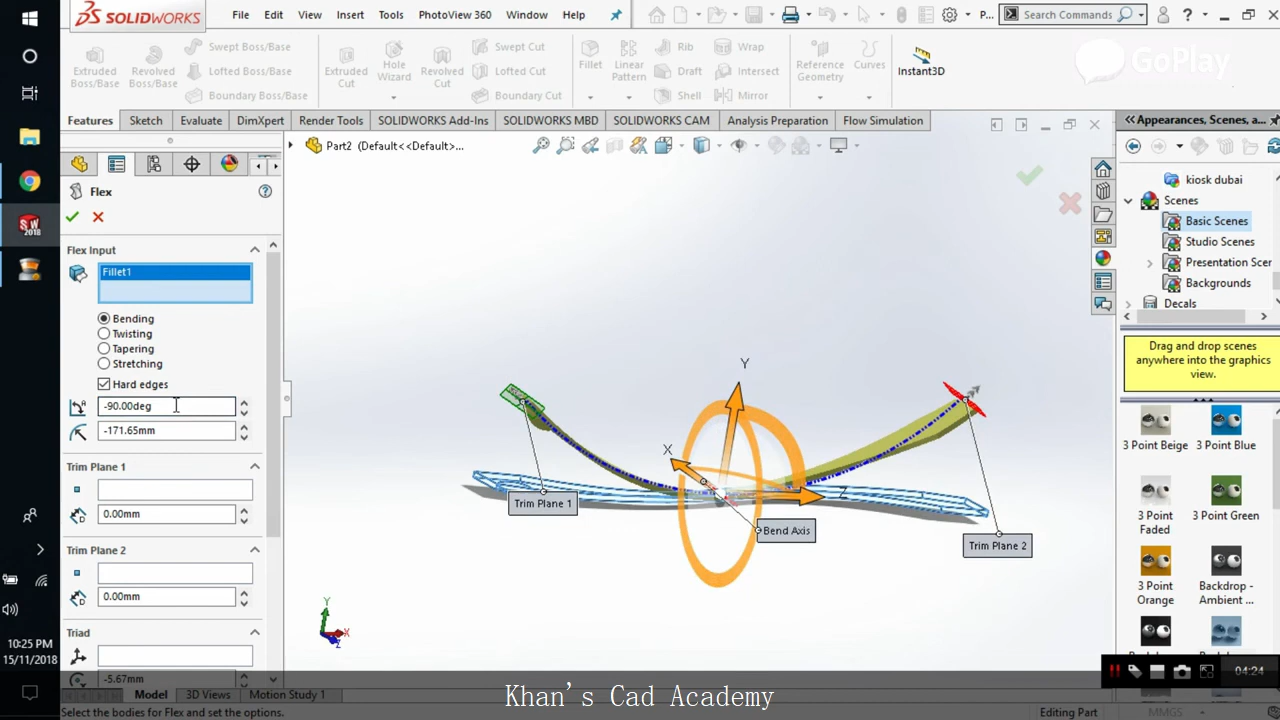 SOLIDWORKS
File Edit View Insert Tools PhotoView 360 Window Help
P... Search Commands
Extruded Boss/Base
Revolved Boss/Base
Swept Boss/Base
Lofted Boss/Base
Boundary Boss/Base
Extruded Cut
Hole Wizard
Revolved Cut
Swept Cut
Lofted Cut
Boundary Cut
Fillet
Linear Pattern
Rib
Draft
Shell
Wrap
Intersect
Mirror
Reference Geometry
Curves
Instant3D
GoPlay
Features Sketch Evaluate DimXpert Render Tools SOLIDWORKS Add-Ins SOLIDWORKS MBD SOLIDWORKS CAM Analysis Preparation Flow Simulation
Part2 (Default<<Default>...
Flex
Flex Input
Fillet1
Bending
Twisting
Tapering
Stretching
Hard edges
-90.00deg
-171.65mm
Trim Plane 1
0.00mm
Trim Plane 2
0.00mm
Triad
-5.67mm
Y
X
Z
Trim Plane 1
Bend Axis
Trim Plane 2
Y
X
Z
Appearances, Scenes, a...
kiosk dubai
Scenes
Basic Scenes
Studio Scenes
Presentation Scer
Backgrounds
Decals
Drag and drop scenes
anywhere into the graphics
view.
3 Point Beige
3 Point Blue
3 Point Faded
3 Point Green
3 Point Orange
Backdrop - Ambient ...
SW
2018
10:25 PM
15/11/2018
04:24
Model 3D Views Motion Study 1
Khan's Cad Academy
Select the bodies for Flex and set the options.
Editing Part
MMGS